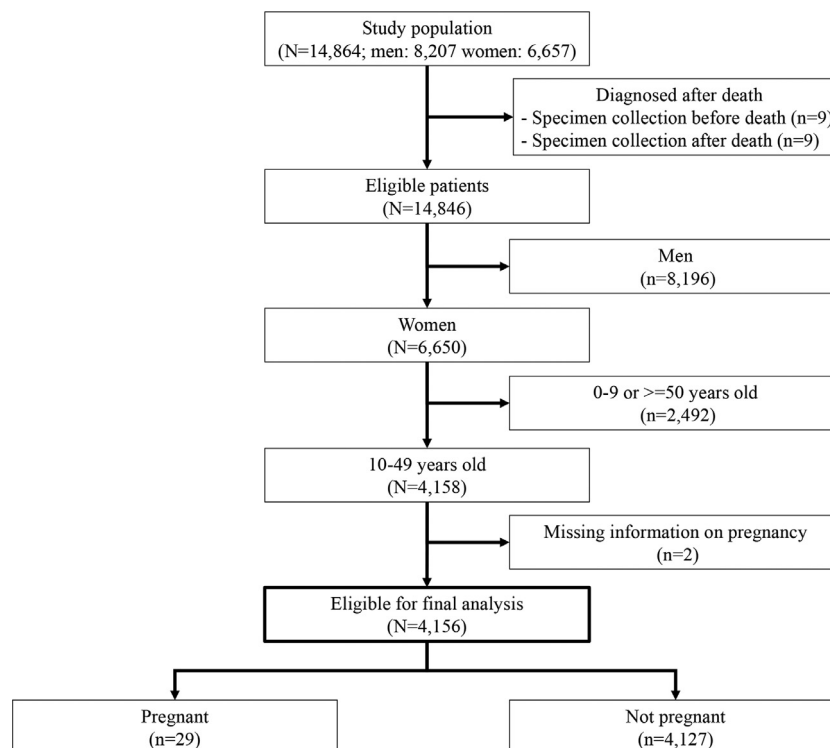 Study population
(N=14,864; men: 8,207 women: 6,657)
Diagnosed after death
- Specimen collection before death (n=9)
- Specimen collection after death (n=9)
Eligible patients
(N=14,846)
Men
(n=8,196)
Women
(N=6,650)
0-9 or >=50 years old
(n=2,492)
10-49 years old
(N=4,158)
Missing information on pregnancy
(n=2)
Eligible for final analysis
(N=4,156)
Pregnant
(n=29)
Not pregnant
(n=4,127)